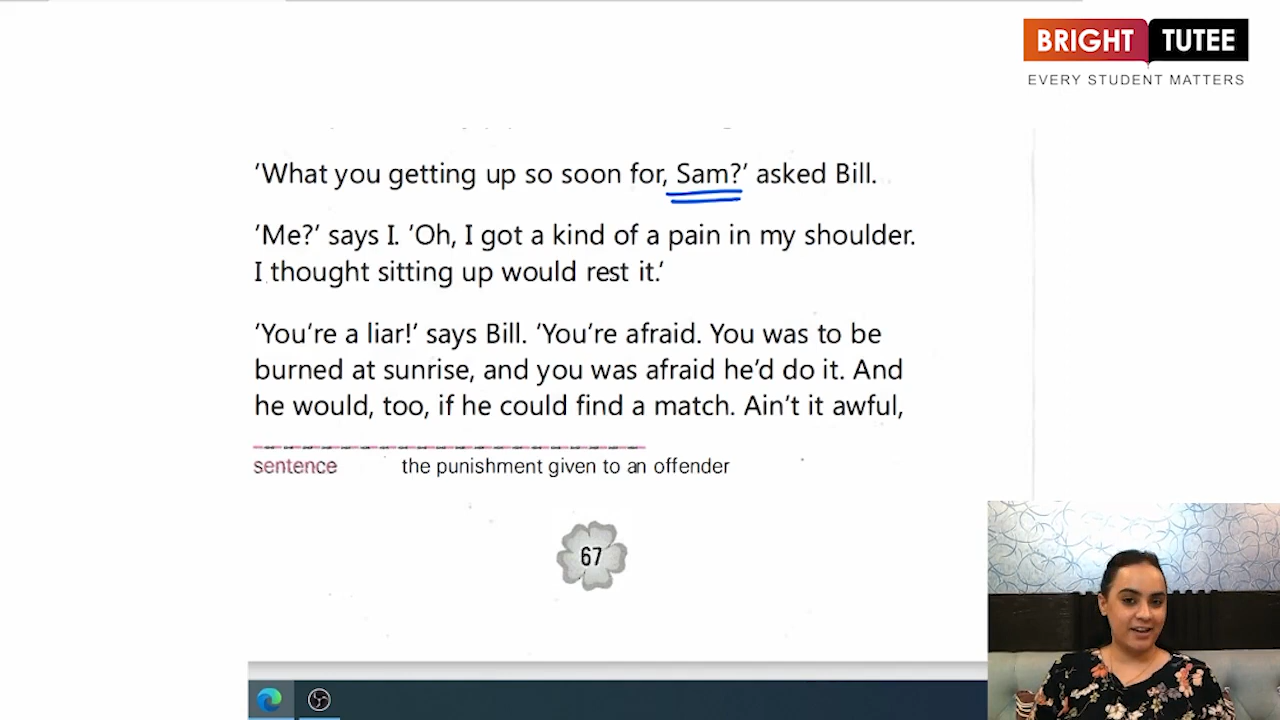 BRIGHT TUTEE
EVERY STUDENT MATTERS
‘What you getting up so soon for, Sam?’ asked Bill.
‘Me?’ says I. ‘Oh, I got a kind of a pain in my shoulder.
I thought sitting up would rest it.’
‘You’re a liar!’ says Bill. ‘You’re afraid. You was to be
burned at sunrise, and you was afraid he’d do it. And
he would, too, if he could find a match. Ain’t it awful,
sentence the punishment given to an offender
67